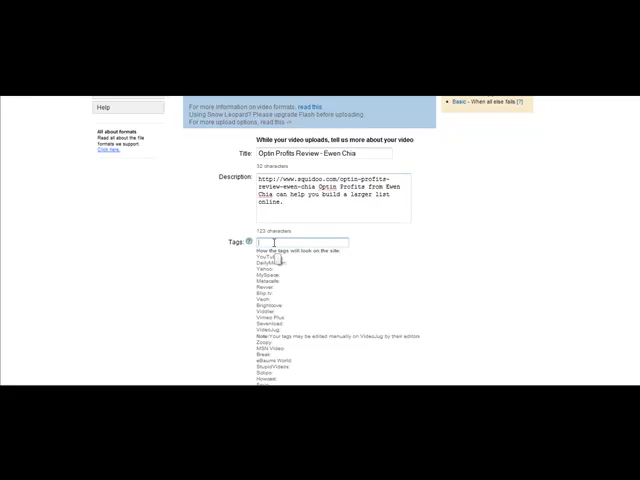 Help
All about formats
Read all about the file
formats we support.
Click here.
For more information on video formats, read this.
Using Snow Leopard? Please upgrade Flash before uploading.
For more upload options, read this ->
Basic - When all else fails [?]
While your video uploads, tell us more about your video
Title: Optin Profits Review - Ewen Chia
32 characters
Description: http://www.squidoo.com/optin-profits-
review-ewen-chia Optin Profits from Ewen
Chia can help you build a larger list
online.
123 characters
Tags:
How the tags will look on the site:
YouTube:
DailyMotion:
Yahoo:
MySpace:
Metacafe:
Revver:
Blip.tv:
Veoh:
Brightcove:
Viddler:
Vimeo Plus:
Sevenload:
VideoJug:
Note: Your tags may be edited manually on VideoJug by their editors
Zoopy:
MSN Video:
Break:
eBaums World:
StupidVideos:
Sclipo:
Howcast: